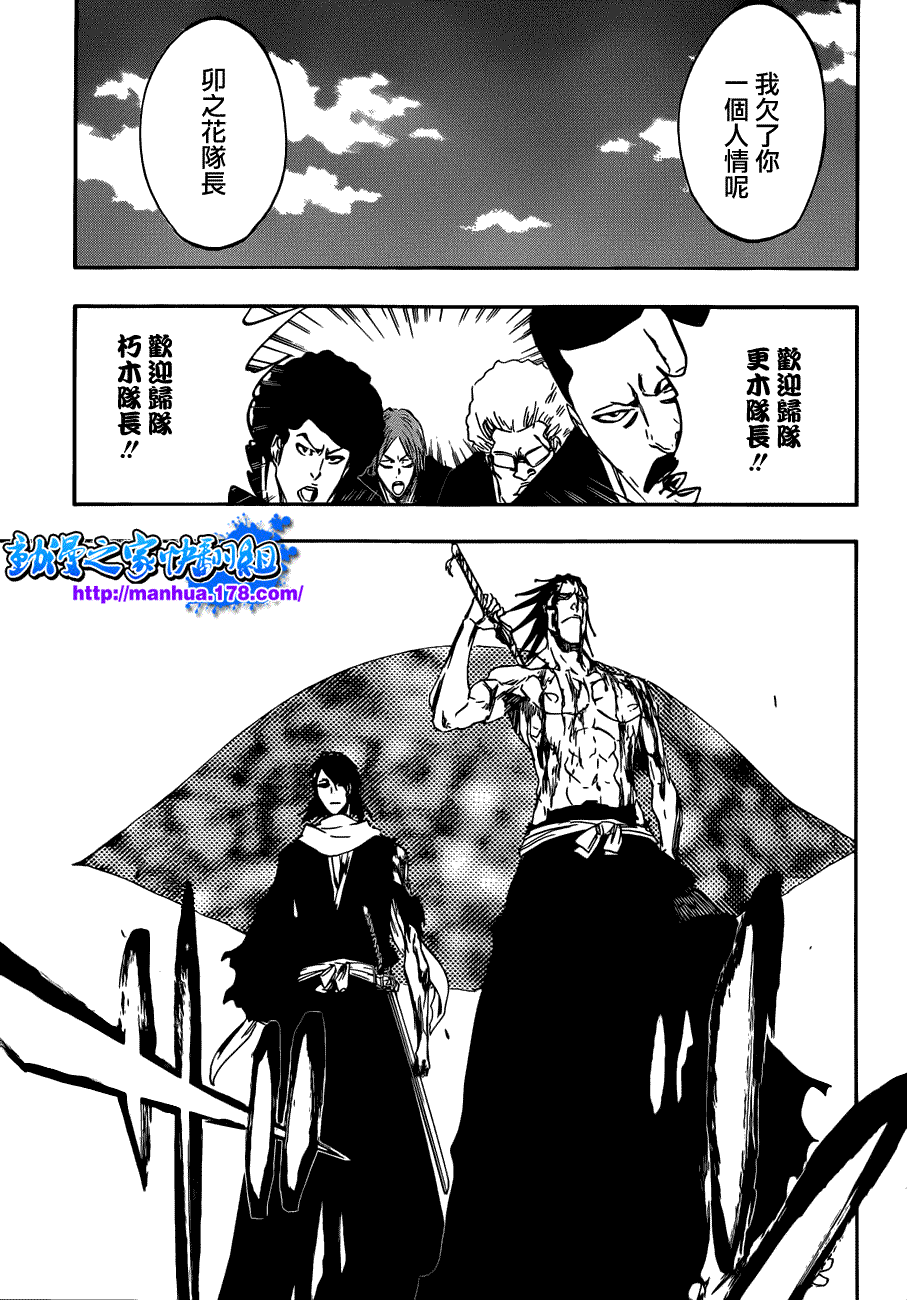 我欠了你
一個人情呢
卯之花隊長
歡迎歸隊
更木隊長!!
歡迎歸隊
朽木隊長!!
動漫之家快翻組
http://manhua.178.com/